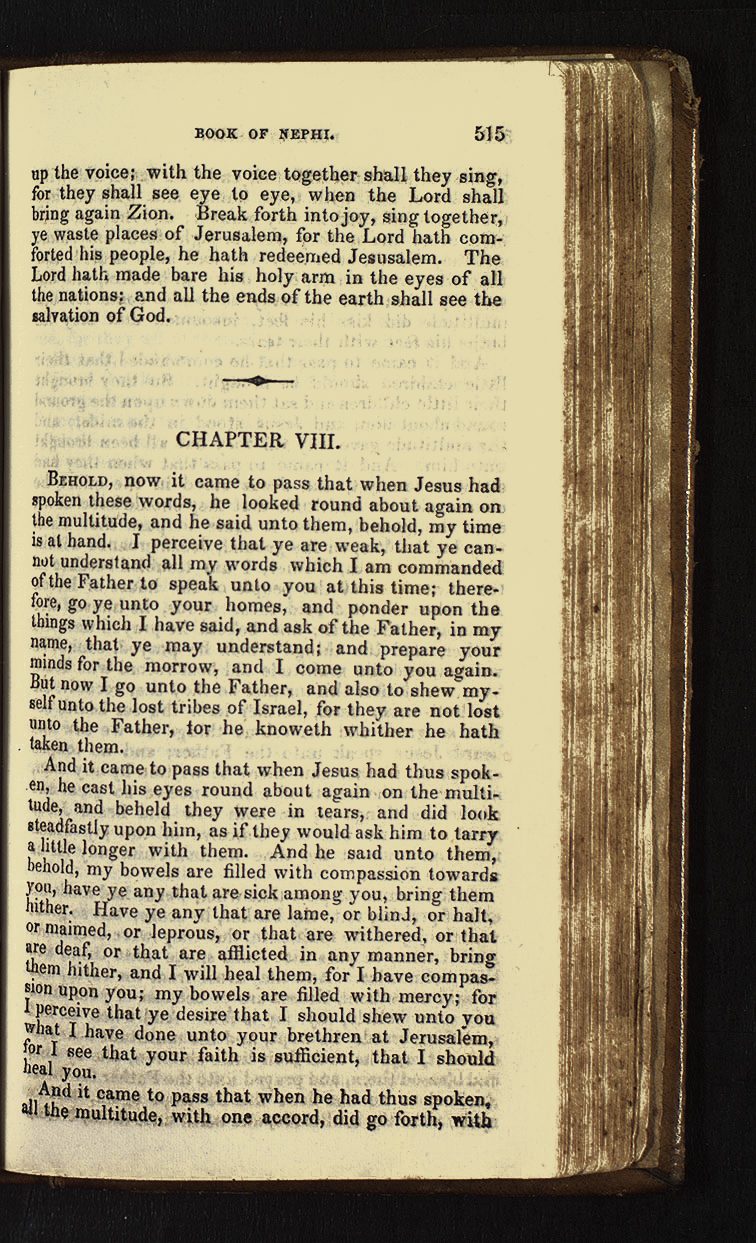 BOOK OF NEPHI. 515
up the voice; with the voice together shall they sing,
for they shall see eye to eye, when the Lord shall
bring again Zion. Break forth into joy, sing together,
ye waste places of Jerusalem, for the Lord hath com-
forted his people, he hath redeemed Jesusalem. The
Lord hath made bare his holy arm in the eyes of all
the nations; and all the ends of the earth shall see the
salvation of God.
CHAPTER VIII.
BEHOLD, now it came to pass that when Jesus had
spoken these words, he looked round about again on
the multitude, and he said unto them, behold, my time
is at hand. I perceive that ye are weak, that ye can-
not understand all my words which I am commanded
of the Father to speak unto you at this time; there-
fore, go ye unto your homes, and ponder upon the
things which I have said, and ask of the Father, in my
name, that ye may understand; and prepare your
minds for the morrow, and I come unto you again.
But now I go unto the Father, and also to shew my-
self unto the lost tribes of Israel, for they are not lost
unto the Father, for he knoweth whither he hath
taken them.
And it came to pass that when Jesus had thus spok-
en, he cast his eyes round about again on the multi-
tude, and beheld they were in tears, and did look
steadfastly upon him, as if they would ask him to tarry
a little longer with them. And he said unto them,
behold, my bowels are filled with compassion towards
you, have ye any that are sick among you, bring them
hither. Have ye any that are lame, or blind, or halt,
or maimed, or leprous, or that are withered, or that
are deaf, or that are afflicted in any manner, bring
them hither, and I will heal them, for I have compas-
sion upon you; my bowels are filled with mercy; for
I perceive that ye desire that I should shew unto you
what I have done unto your brethren at Jerusalem,
for I see that your faith is sufficient, that I should
heal you.
And it came to pass that when he had thus spoken,
all the multitude, with one accord, did go forth, with